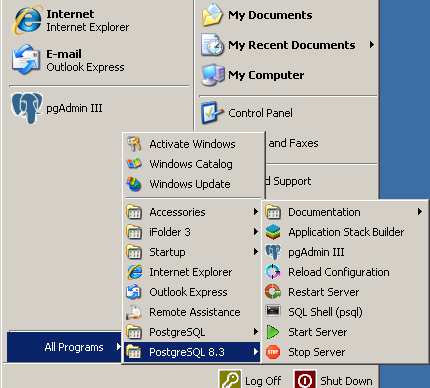 Internet
Internet Explorer
E-mail
Outlook Express
pgAdmin III
My Documents
My Recent Documents
My Computer
Control Panel
and Faxes
Support
Activate Windows
Windows Catalog
Windows Update
Accessories
iFolder 3
Startup
Internet Explorer
Outlook Express
Remote Assistance
PostgreSQL
PostgreSQL 8.3
Documentation
Application Stack Builder
pgAdmin III
Reload Configuration
Restart Server
SQL Shell (psql)
Start Server
Stop Server
All Programs
Log Off
Shut Down